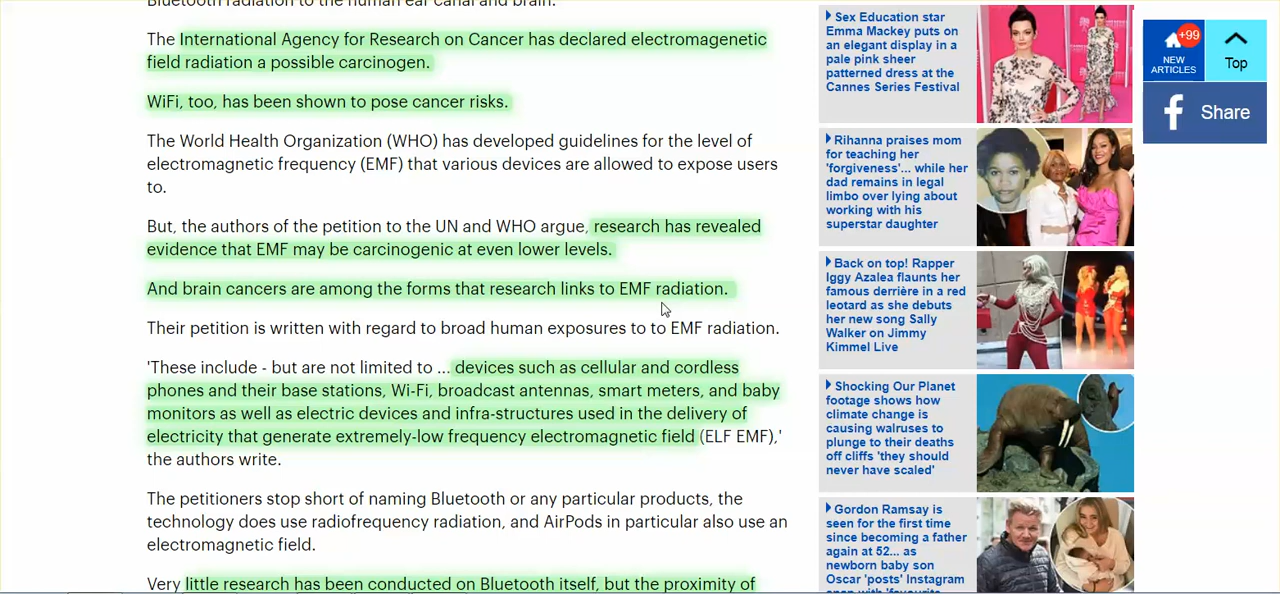 Bluetooth radiation to the human ear canal and brain.
The International Agency for Research on Cancer has declared electromagenetic
field radiation a possible carcinogen.
WiFi, too, has been shown to pose cancer risks.
The World Health Organization (WHO) has developed guidelines for the level of
electromagnetic frequency (EMF) that various devices are allowed to expose users
to.
But, the authors of the petition to the UN and WHO argue, research has revealed
evidence that EMF may be carcinogenic at even lower levels.
And brain cancers are among the forms that research links to EMF radiation.
Their petition is written with regard to broad human exposures to to EMF radiation.
'These include - but are not limited to ... devices such as cellular and cordless
phones and their base stations, Wi-Fi, broadcast antennas, smart meters, and baby
monitors as well as electric devices and infra-structures used in the delivery of
electricity that generate extremely-low frequency electromagnetic field (ELF EMF),'
the authors write.
The petitioners stop short of naming Bluetooth or any particular products, the
technology does use radiofrequency radiation, and AirPods in particular also use an
electromagnetic field.
Very little research has been conducted on Bluetooth itself, but the proximity of
Sex Education star
Emma Mackey puts on
an elegant display in a
pale pink sheer
patterned dress at the
Cannes Series Festival
Rihanna praises mom
for teaching her
'forgiveness'... while her
dad remains in legal
limbo over lying about
working with his
superstar daughter
Back on top! Rapper
Iggy Azalea flaunts her
famous derrière in a red
leotard as she debuts
her new song Sally
Walker on Jimmy
Kimmel Live
Shocking Our Planet
footage shows how
climate change is
causing walruses to
plunge to their deaths
off cliffs 'they should
never have scaled'
Gordon Ramsay is
seen for the first time
since becoming a father
again at 52... as
newborn baby son
Oscar 'posts' Instagram
snap with 'favourite
+99
NEW
ARTICLES
Top
f Share